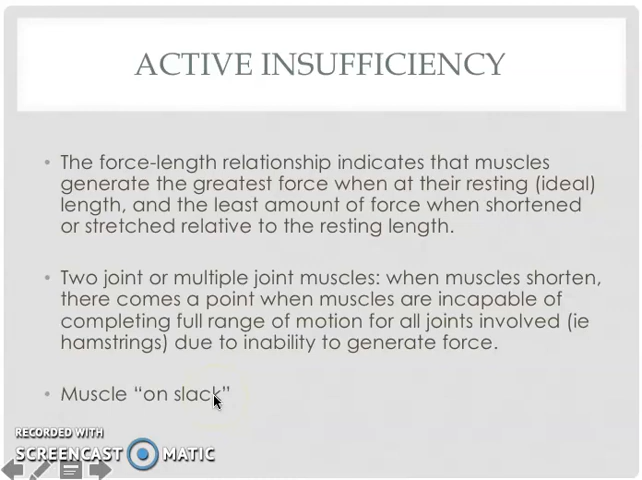 ACTIVE INSUFFICIENCY
• The force-length relationship indicates that muscles
generate the greatest force when at their resting (ideal)
length, and the least amount of force when shortened
or stretched relative to the resting length.
• Two joint or multiple joint muscles: when muscles shorten,
there comes a point when muscles are incapable of
completing full range of motion for all joints involved (ie
hamstrings) due to inability to generate force.
• Muscle “on slack”
RECORDED WITH
SCREENCAST MATIC